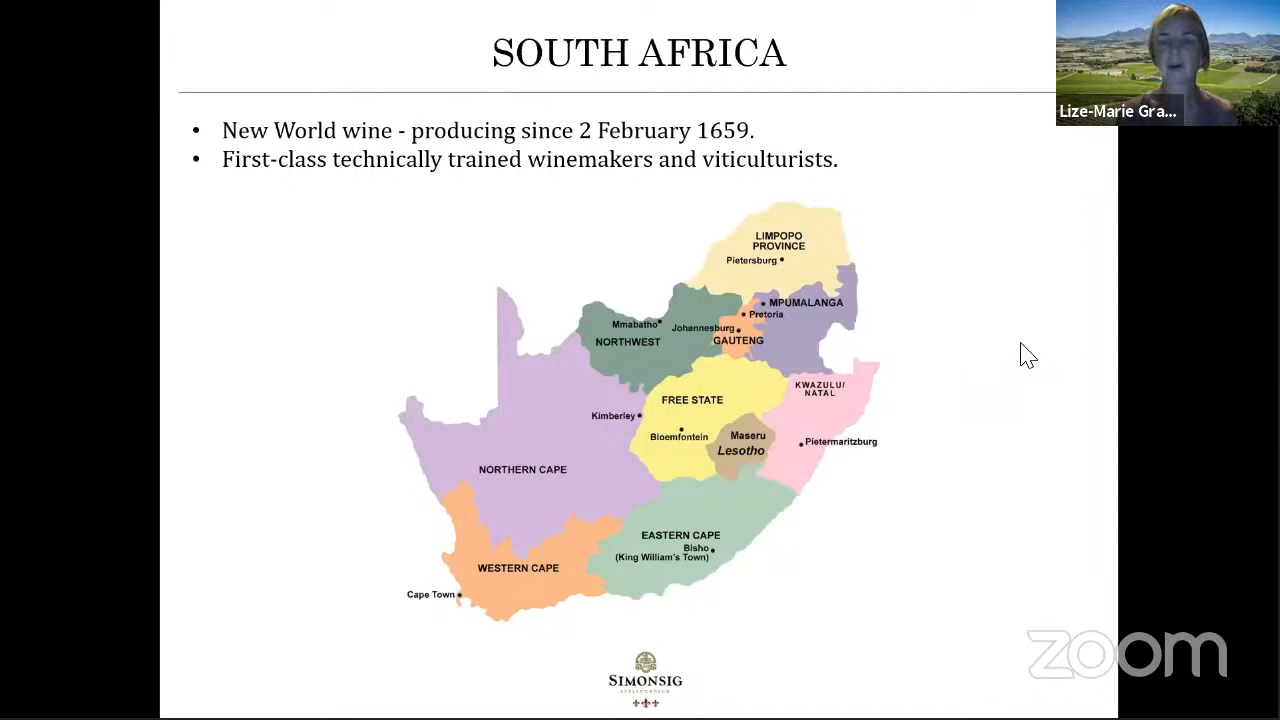 SOUTH AFRICA
Lize-Marie Gra...
• New World wine - producing since 2 February 1659.
• First-class technically trained winemakers and viticulturists.
LIMPOPO
PROVINCE
Pietersburg
MPUMALANGA
Pretoria
Mmabatho
Johannesburg
NORTHWEST
GAUTENG
KWAZULU/
NATAL
FREE STATE
Kimberley
Bloemfontein
Maseru
Lesotho
Pietermaritzburg
NORTHERN CAPE
EASTERN CAPE
Bisho
(King William's Town)
WESTERN CAPE
Cape Town
zoom
SIMONSIG
STELLENBOSCH